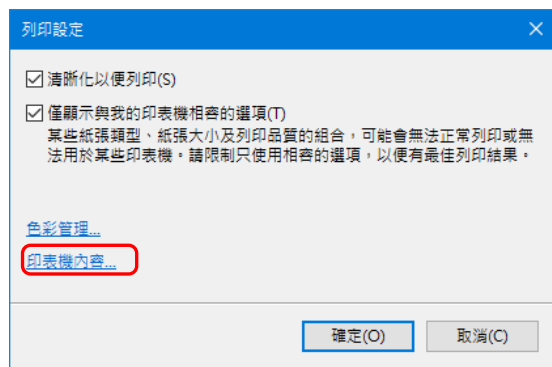 列印設定
清晰化以便列印(S)
僅顯示與我的印表機相容的選項(T)
某些紙張類型、紙張大小及列印品質的組合，可能會無法正常列印或無
法用於某些印表機。請限制只使用相容的選項，以便有最佳列印結果。
色彩管理...
印表機內容...
確定(O)
取消(C)